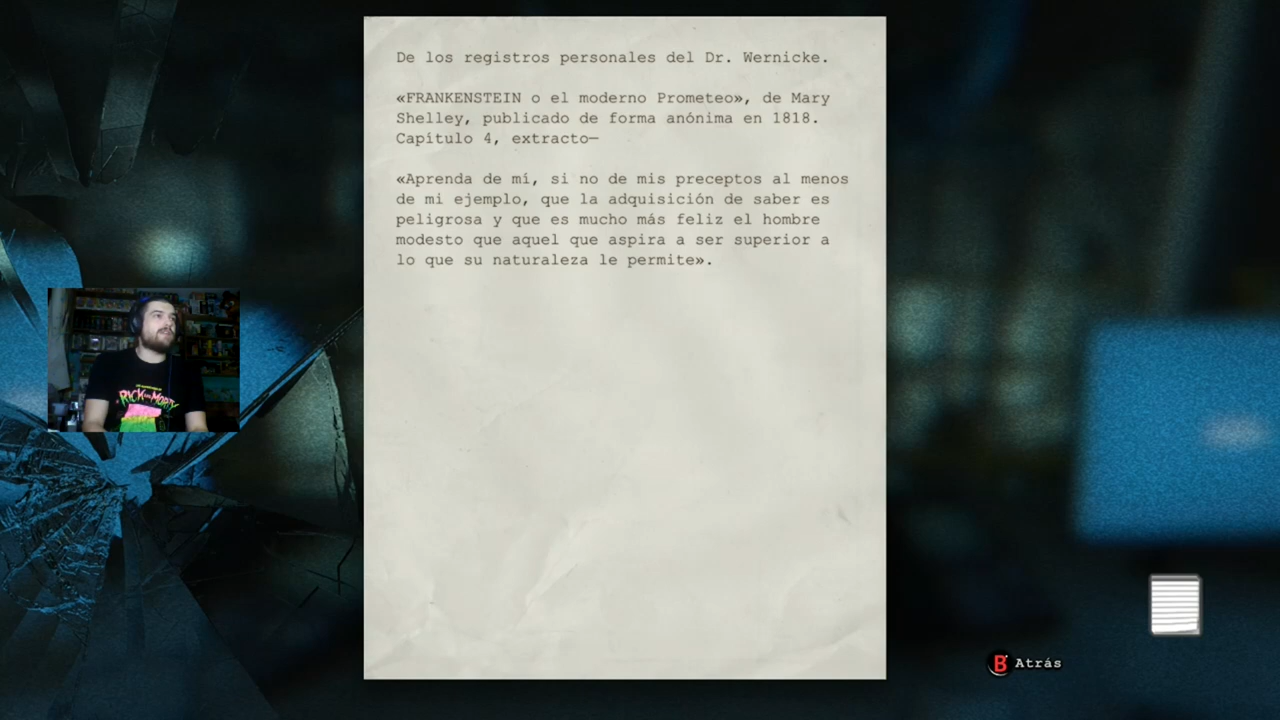 De los registros personales del Dr. Wernicke.
«FRANKENSTEIN o el moderno Prometeo», de Mary
Shelley, publicado de forma anónima en 1818.
Capítulo 4, extracto—
«Aprenda de mí, si no de mis preceptos al menos
de mi ejemplo, que la adquisición de saber es
peligrosa y que es mucho más feliz el hombre
modesto que aquel que aspira a ser superior a
lo que su naturaleza le permite».
RICK AND MORTY
B Atrás